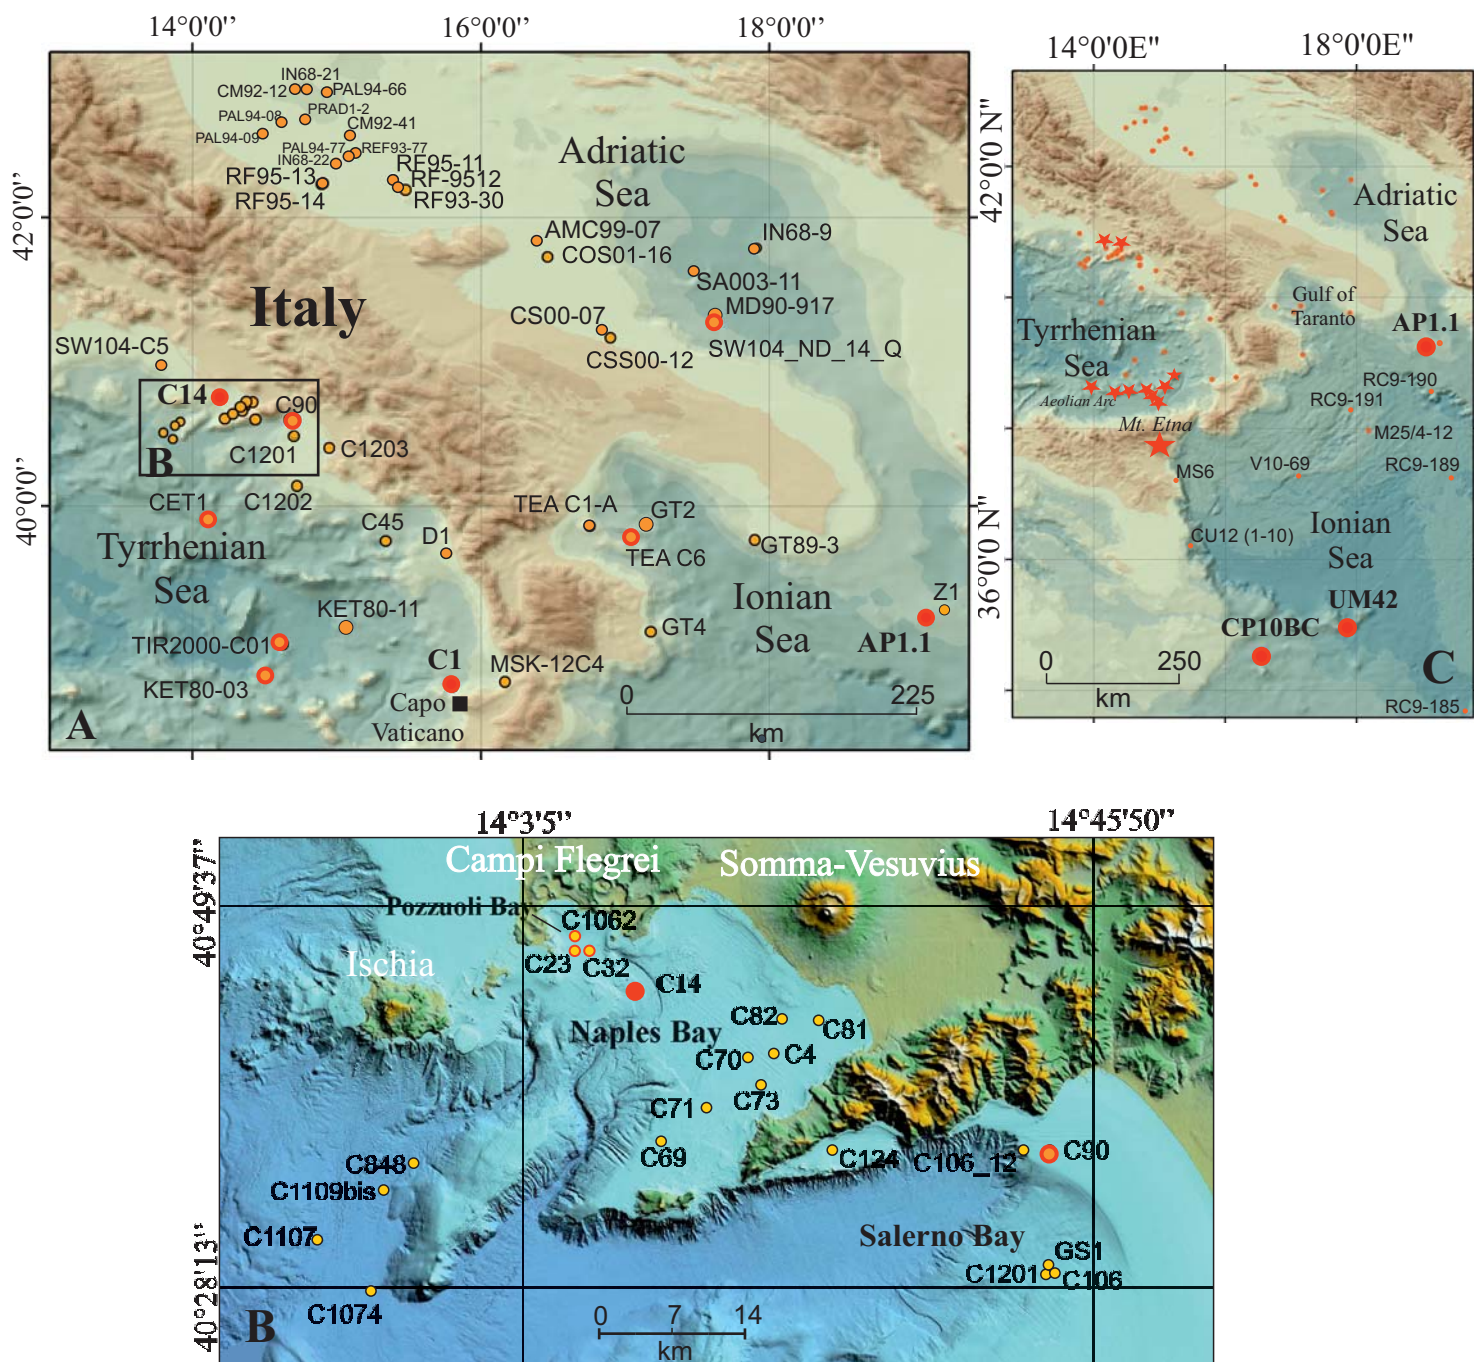 14°0'0''
16°0'0''
18°0'0''
42°0'0''
40°0'0''
IN68-21
CM92-12
PAL94-66
PRAD1-2
PAL94-08
CM92-41
PAL94-09
PAL94-77
REF93-77
IN68-22
RF95-11
RF95-13
RF-9512
RF95-14
RF93-30
Adriatic
Sea
AMC99-07
IN68-9
COS01-16
SA003-11
Italy
MD90-917
CS00-07
SW104_ND_14_Q
CSS00-12
SW104-C5
C14
C90
B
C1201
C1203
CET1
C1202
TEA C1-A
GT2
C45
D1
TEA C6
GT89-3
Tyrrhenian
Sea
KET80-11
Ionian
Sea
Z1
TIR2000-C01
GT4
AP1.1
C1
MSK-12C4
KET80-03
Capo
Vaticano
0
225
km
A
14°0'0E''
18°0'0E''
42°0'0 N''
36°0'0 N''
Adriatic
Sea
Gulf of
Taranto
Tyrrhenian
Sea
AP1.1
RC9-190
Aeolian Arc
RC9-191
Mt. Etna
M25/4-12
MS6
V10-69
RC9-189
CU12 (1-10)
Ionian
Sea
UM42
CP10BC
0
250
km
C
RC9-185
14°3'5''
14°45'50''
40°49'37''
40°28'13''
Campi Flegrei
Somma-Vesuvius
Pozzuoli Bay
C1062
Ischia
C23
C32
C14
Naples Bay
C82
C81
C70
C4
C73
C71
C69
C124
C106_12
C90
C848
C1109bis
C1107
Salerno Bay
GS1
C1201
C106
C1074
B
0
7
14
km